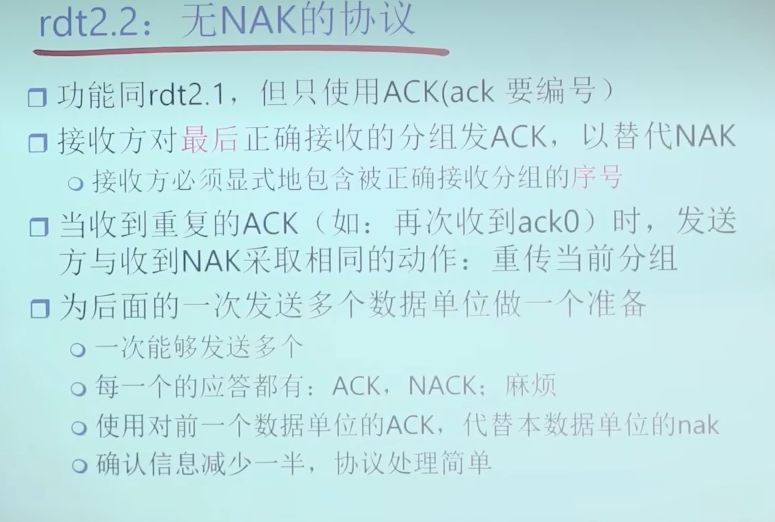 rdt2.2：无NAK的协议
功能同rdt2.1，但只使用ACK(ack 要编号）
接收方对最后正确接收的分组发ACK，以替代NAK
接收方必须显式地包含被正确接收分组的序号
当收到重复的ACK（如：再次收到ack0）时，发送
方与收到NAK采取相同的动作：重传当前分组
为后面的一次发送多个数据单位做一个准备
一次能够发送多个
每一个的应答都有：ACK，NACK；麻烦
使用对前一个数据单位的ACK，代替本数据单位的nak
确认信息减少一半，协议处理简单